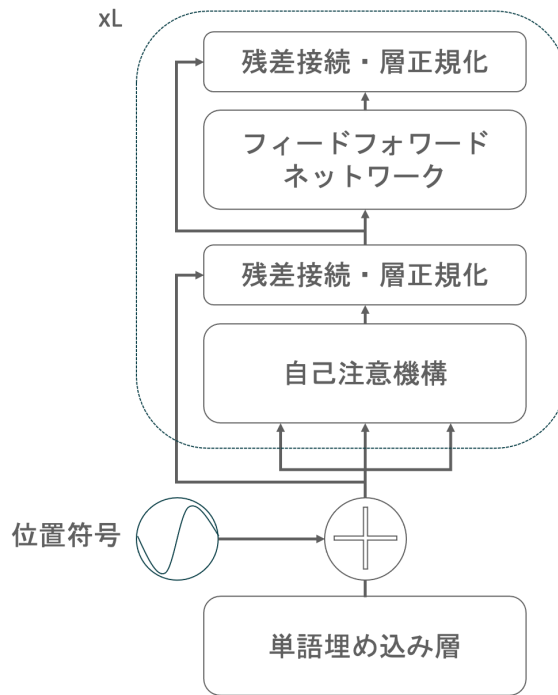 xL
残差接続・層正規化
フィードフォワード
ネットワーク
残差接続・層正規化
自己注意機構
位置符号
単語埋め込み層